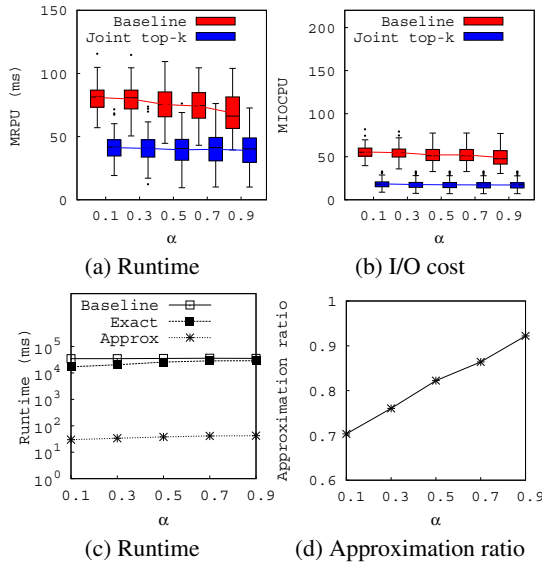 Baseline
Joint top-k
MRPU (ms)
150
100
50
0
0.1 0.3 0.5 0.7 0.9
α
(a) Runtime
Baseline
Joint top-k
MIOCPU
200
150
100
50
0
0.1 0.3 0.5 0.7 0.9
α
(b) I/O cost
Baseline
Exact
Approx
Runtime (ms)
10^5
10^4
10^3
10^2
10^1
10^0
0.1 0.3 0.5 0.7 0.9
α
(c) Runtime
Approximation ratio
1
0.9
0.8
0.7
0.6
0.1 0.3 0.5 0.7 0.9
α
(d) Approximation ratio